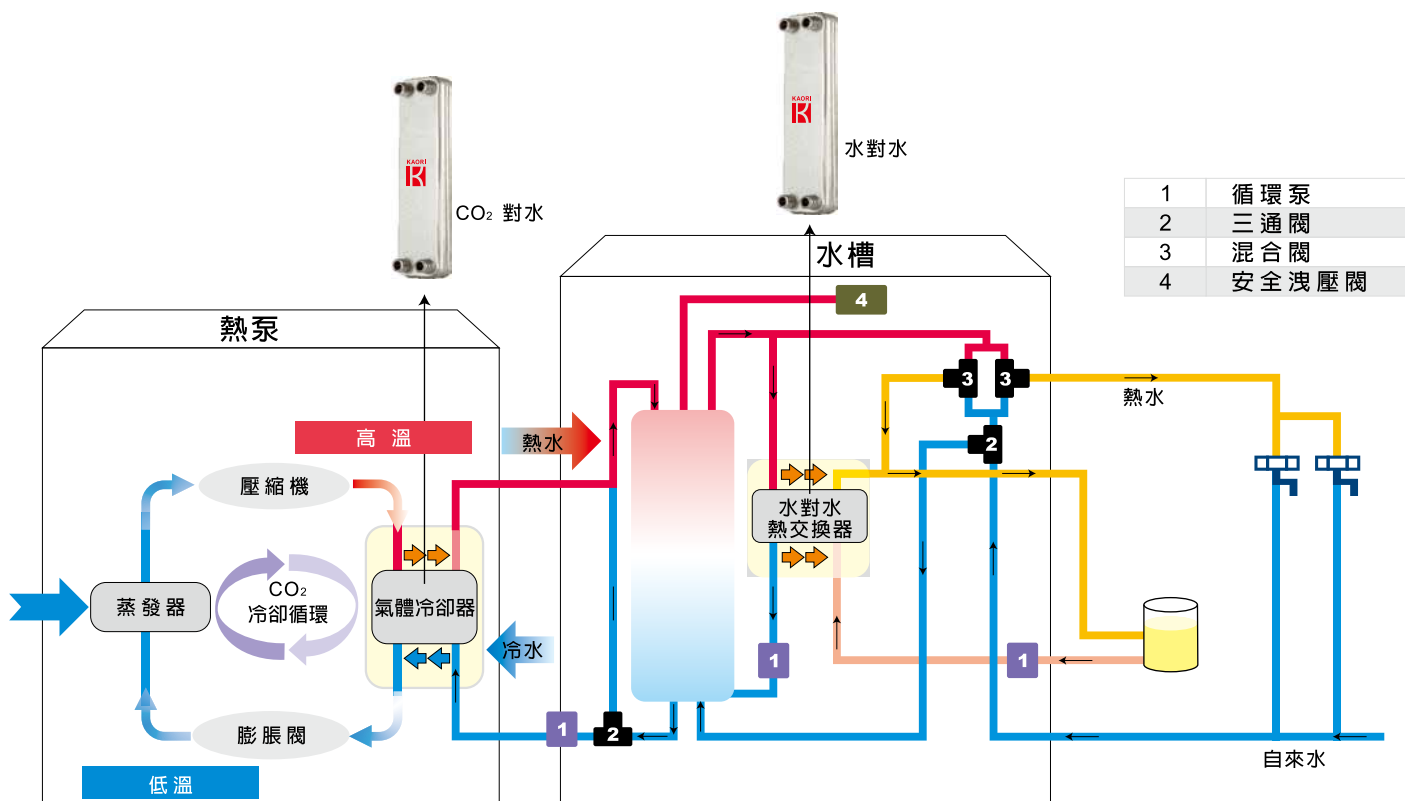 KAORI
水對水
KAORI
CO₂ 對水
1 循環泵
2 三通閥
3 混合閥
4 安全洩壓閥
水槽
熱泵
4
3
3
熱水
高溫
熱水
2
壓縮機
水對水
熱交換器
CO₂
冷卻循環
蒸發器
氣體冷卻器
冷水
1
1
1
2
膨脹閥
自來水
低溫